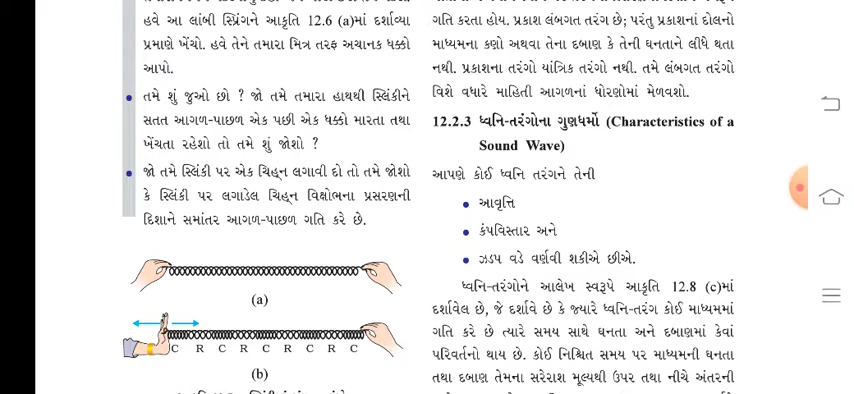 હવે આ લાંબી સ્પ્રિંગને આકૃતિ 12.6 (a)માં દર્શાવ્યા
પ્રમાણે ખેંચો. હવે તેને તમારા મિત્ર તરફ અચાનક ધક્કો
આપો.
• તમે શું જુઓ છો ? જો તમે તમારા હાથથી સ્લિંકીને
સતત આગળ-પાછળ એક પછી એક ધક્કો મારતા તથા
ખેંચતા રહેશો તો તમે શું જોશો ?
• જો તમે સ્લિંકી પર એક ચિહ્ન લગાવી દો તો તમે જોશો
કે સ્લિંકી પર લગાડેલ ચિહ્ન વિક્ષોભના પ્રસરણની
દિશાને સમાંતર આગળ-પાછળ ગતિ કરે છે.
(a)
C R C R C R C R C
(b)
ગતિ કરતા હોય. પ્રકાશ લંબગત તરંગ છે; પરંતુ પ્રકાશનાં દોલનો
માધ્યમના કણો અથવા તેના દબાણ કે તેની ઘનતાને લીધે થતા
નથી. પ્રકાશના તરંગો યાંત્રિક તરંગો નથી. તમે લંબગત તરંગો
વિશે વધારે માહિતી આગળનાં ધોરણોમાં મેળવશો.
12.2.3 ધ્વનિ-તરંગોના ગુણધર્મો (Characteristics of a
Sound Wave)
આપણે કોઈ ધ્વનિ તરંગને તેની
• આવૃત્તિ
• કંપવિસ્તાર અને
• ઝડપ વડે વર્ણવી શકીએ છીએ.
ધ્વનિ-તરંગોને આલેખ સ્વરૂપે આકૃતિ 12.8 (c)માં
દર્શાવેલ છે, જે દર્શાવે છે કે જ્યારે ધ્વનિ-તરંગ કોઈ માધ્યમમાં
ગતિ કરે છે ત્યારે સમય સાથે ઘનતા અને દબાણમાં કેવાં
પરિવર્તનો થાય છે. કોઈ નિશ્ચિત સમય પર માધ્યમની ઘનતા
તથા દબાણ તેમના સરેરાશ મૂલ્યથી ઉપર તથા નીચે અંતરની